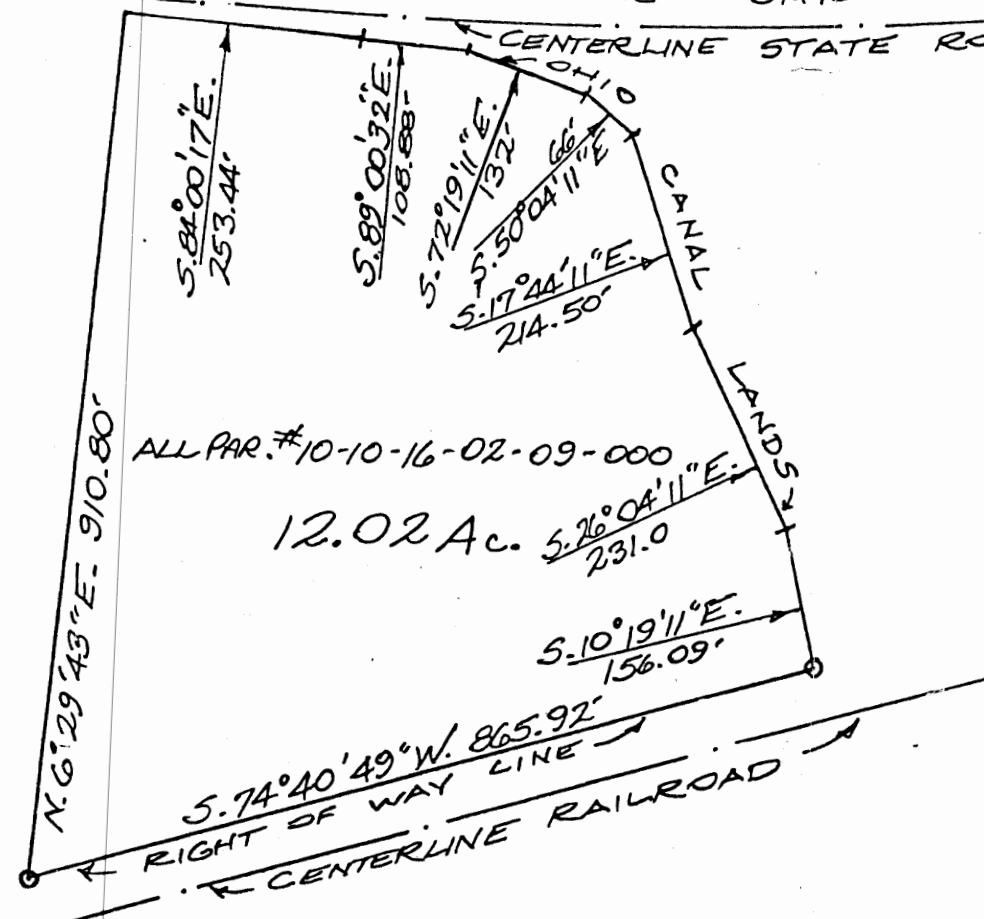 CENTERLINE STATE RO
OHIO
CANAL
LANDS
S.84°00'17"E.
253.44'
S.89°00'32"E.
108.88'
S.72°19'11"E.
132'
66'
S.50°04'11"E
S.17°44'11"E.
214.50'
ALL PAR.#10-10-16-02-09-000
12.02 Ac.
S.26°04'11"E.
231.0
S.10°19'11"E.
156.09'
N.6°29'43"E. 910.80'
S.74°40'49"W. 865.92'
RIGHT OF WAY LINE
CENTERLINE RAILROAD